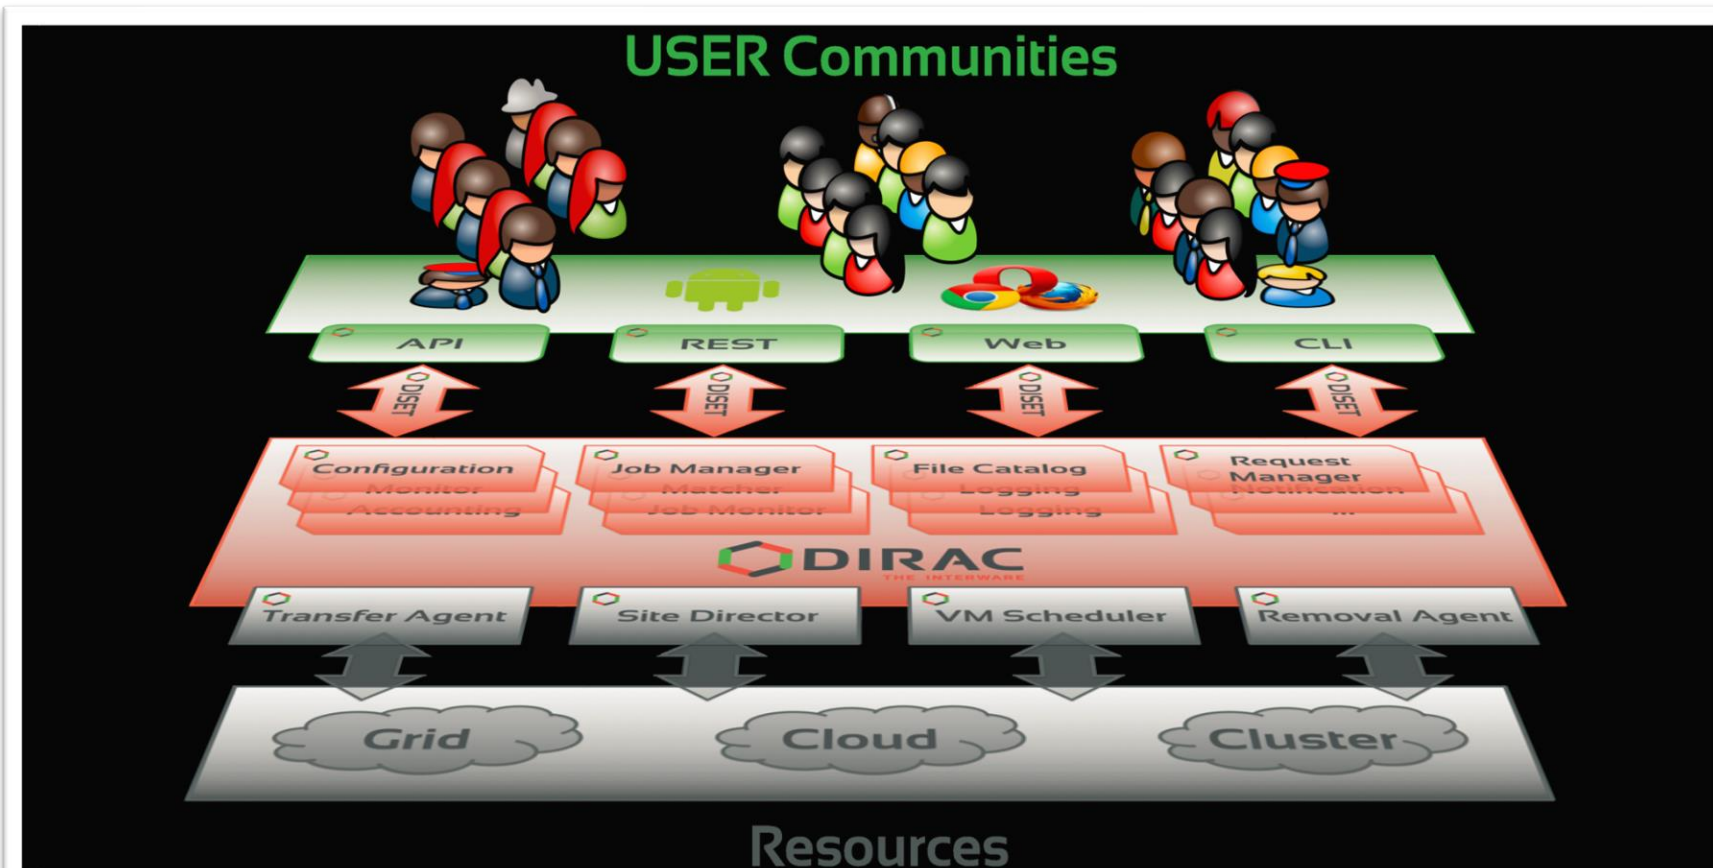 USER Communities
API
REST
Web
CLI
DISET
DISET
DISET
DISET
Configuration
Monitor
Accounting
Job Manager
Matcher
Job Monitor
File Catalog
Logging
Logging
Request
Manager
Notification
...
DIRAC
THE INTERWARE
Transfer Agent
Site Director
VM Scheduler
Removal Agent
Grid
Cloud
Cluster
Resources